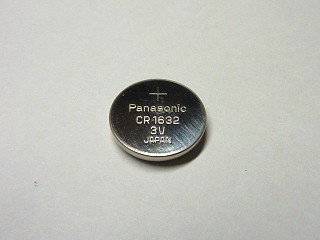 +
Panasonic
CR1632
3V
JAPAN